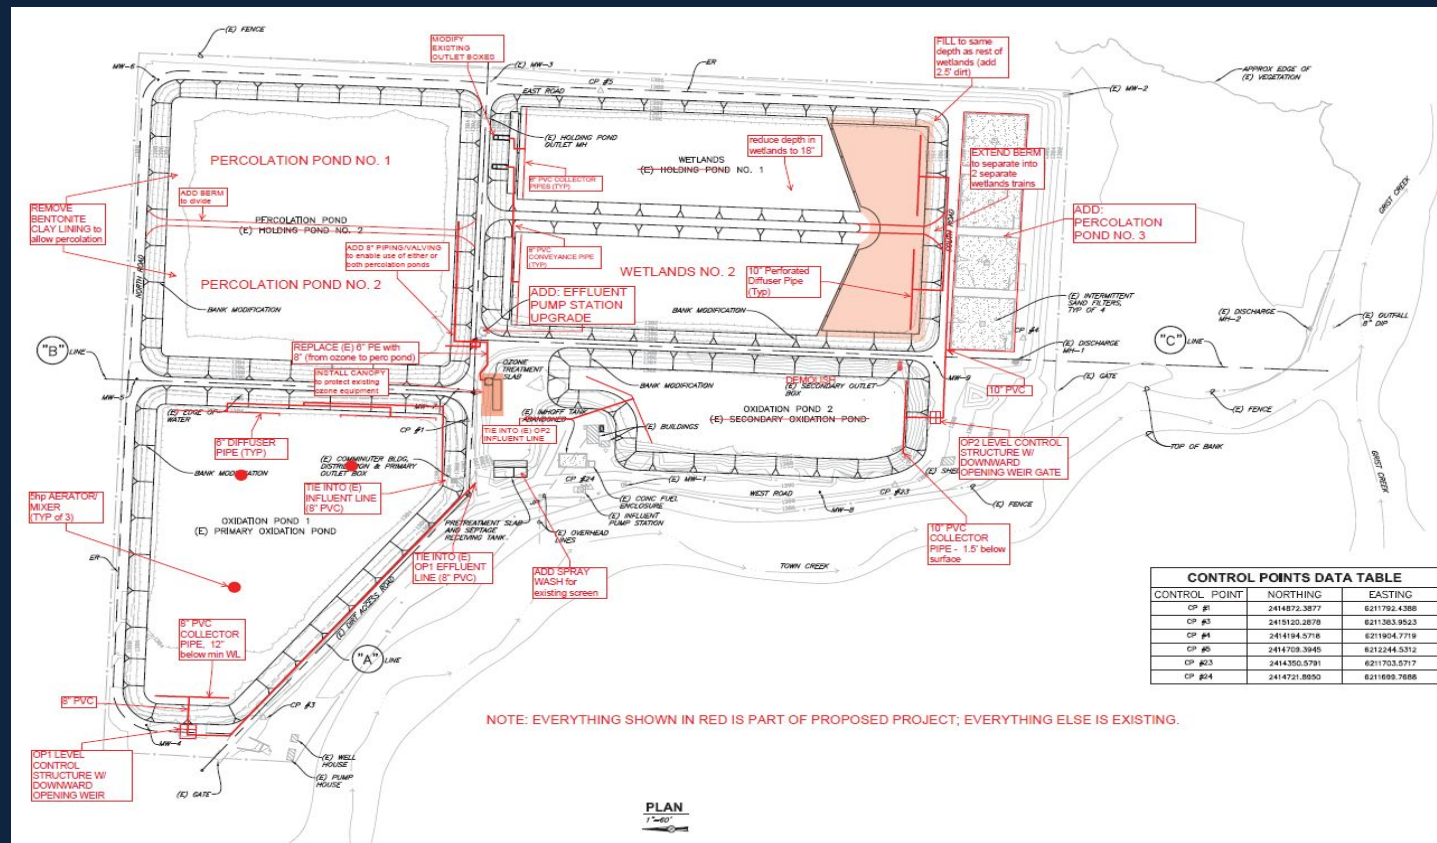 (E) FENCE
MW-6
MODIFY
EXISTING
OUTLET BOXES
(E) MW-3
CP #5
ER
EAST ROAD
FILL to same
depth as rest of
wetlands (add
2.5' dirt)
APPROX EDGE OF
(E) VEGETATION
(E) MW-2
(E) HOLDING POND
OUTLET MH
PERCOLATION POND NO. 1
WETLANDS
(E) HOLDING POND NO. 1
reduce depth in
wetlands to 18"
EXTEND BERM
to separate into
2 separate
wetlands trains
8" PVC COLLECTOR
PIPES (TYP)
ADD BERM
to divide
REMOVE
BENTONITE
CLAY LINING to
allow percolation
PERCOLATION POND
(E) HOLDING POND NO. 2
ADD 8" PIPING/VALVING
to enable use of either or
both percolation ponds
8" PVC
CONVEYANCE PIPE
(TYP)
SOUTH ROAD
ADD:
PERCOLATION
POND NO. 3
GRIST CREEK
NORTH ROAD
PERCOLATION POND NO. 2
WETLANDS NO. 2
10" Perforated
Diffuser Pipe
(Typ)
ADD: EFFLUENT
PUMP STATION
UPGRADE
BANK MODIFICATION
BANK MODIFICATION
(E) INTERMITTENT
SAND FILTERS,
TYP OF 4
CP #4
(E) DISCHARGE
MH-2
(E) OUTFALL
8" DIP
"B" LINE
REPLACE (E) 6" PE with
8" (from ozone to perc pond)
INSTALL CANOPY
to protect existing
ozone equipment
OZONE
TREATMENT
SLAB
(E) DISCHARGE
MH-1
"C" LINE
MW-5
MW-7
BANK MODIFICATION
DEMOLISH
(E) SECONDARY OUTLET
BOX
MW-9
10" PVC
(E) GATE
(E) FENCE
(E) EDGE OF
WATER
CP #1
(E) IMHOFF TANK
ABANDONED
OXIDATION POND 2
(E) SECONDARY OXIDATION POND
(E) BUILDINGS
TIE INTO (E) OP2
INFLUENT LINE
6" DIFFUSER
PIPE (TYP)
OP2 LEVEL CONTROL
STRUCTURE W/
DOWNWARD
OPENING WEIR GATE
TOP OF BANK
GRIST CREEK
(E) COMMINUTER BLDG,
DISTRIBUTION & PRIMARY
OUTLET BOX
BANK MODIFICATION
TIE INTO (E)
INFLUENT LINE
(8" PVC)
CP #24
(E) MW-1
WEST ROAD
CP #23
(E) FENCE
MW-8
(E) CONC FUEL
ENCLOSURE
(E) INFLUENT
PUMP STATION
5hp AERATOR/
MIXER
(TYP of 3)
OXIDATION POND 1
(E) PRIMARY OXIDATION POND
PRETREATMENT SLAB
AND SEPTAGE
RECEIVING TANK
(E) OVERHEAD
LINES
10" PVC
COLLECTOR
PIPE - 1.5' below
surface
TIE INTO (E)
OP1 EFFLUENT
LINE (8" PVC)
ADD SPRAY
WASH for
existing screen
TOWN CREEK
ER
(E) DIRT ACCESS ROAD
8" PVC
COLLECTOR
PIPE, 12"
below min WL
"A" LINE
8" PVC
CP #3
MW-4
OP1 LEVEL
CONTROL
STRUCTURE W/
DOWNWARD
OPENING WEIR
(E) WELL
HOUSE
(E) PUMP
HOUSE
(E) GATE
CONTROL POINTS DATA TABLE
CONTROL POINT NORTHING EASTING
CP #1 2414872.3877 6211792.4388
CP #3 2415120.2878 6211383.9523
CP #4 2414194.5718 6211904.7719
CP #5 2414709.3945 6212244.5312
CP #23 2414350.5791 6211703.5717
CP #24 2414721.8950 6211699.7688
NOTE: EVERYTHING SHOWN IN RED IS PART OF PROPOSED PROJECT; EVERYTHING ELSE IS EXISTING.
PLAN
1"=60'